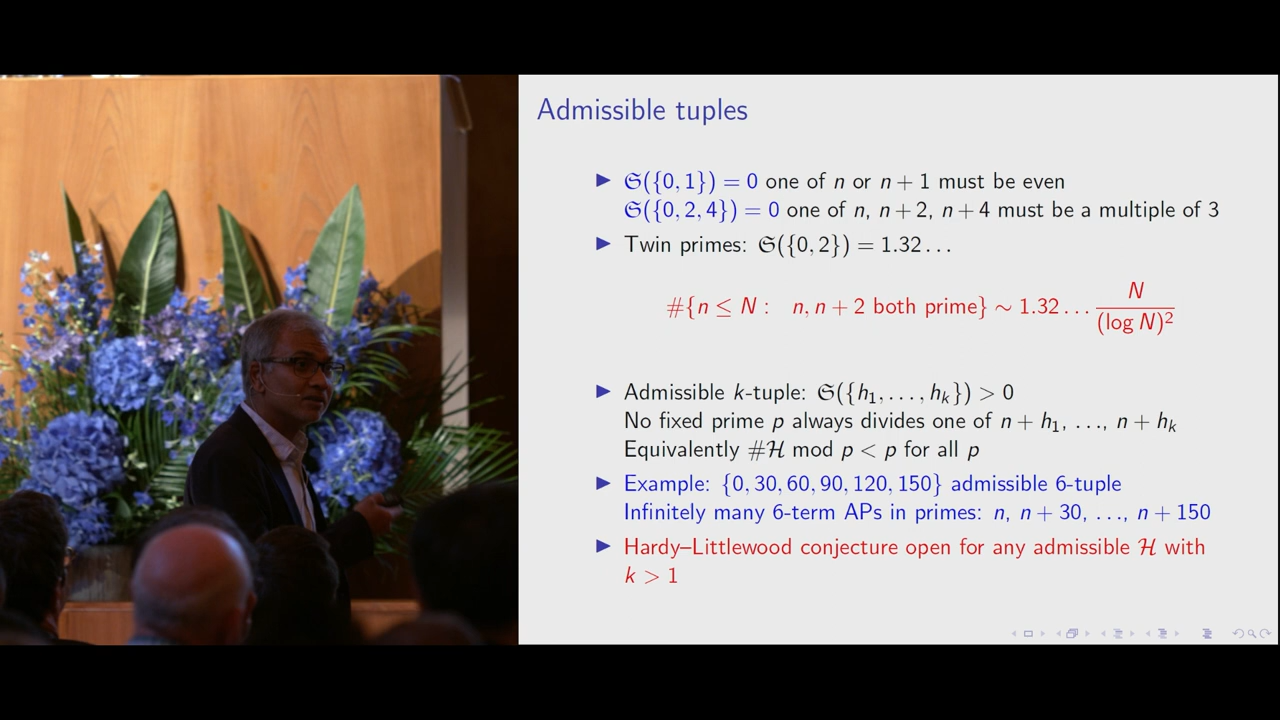 Admissible tuples
▶ 𝔖({0, 1}) = 0 one of n or n + 1 must be even
𝔖({0, 2, 4}) = 0 one of n, n + 2, n + 4 must be a multiple of 3
▶ Twin primes: 𝔖({0, 2}) = 1.32 . . .
#{n ≤ N : n, n + 2 both prime} ∼ 1.32 . . . N / (log N)²
▶ Admissible k-tuple: 𝔖({h₁, . . . , hₖ}) > 0
No fixed prime p always divides one of n + h₁, . . ., n + hₖ
Equivalently #ℋ mod p < p for all p
▶ Example: {0, 30, 60, 90, 120, 150} admissible 6-tuple
Infinitely many 6-term APs in primes: n, n + 30, . . ., n + 150
▶ Hardy–Littlewood conjecture open for any admissible ℋ with
k > 1